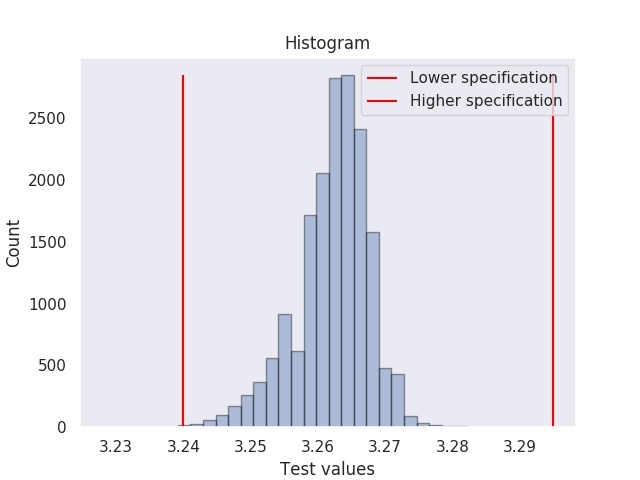 Histogram
Lower specification
Higher specification
2500
2000
1500
1000
500
0
Count
3.23 3.24 3.25 3.26 3.27 3.28 3.29
Test values